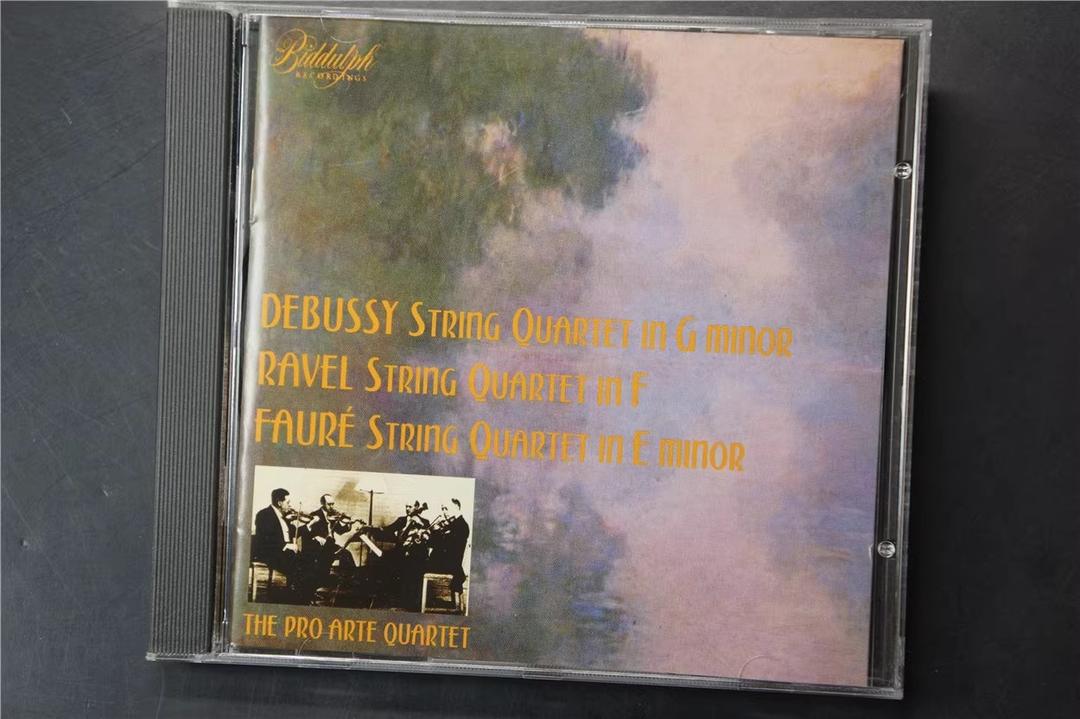 Biddulph
RECORDINGS
DEBUSSY STRING QUARTET IN G MINOR
RAVEL STRING QUARTET IN F
FAURÉ STRING QUARTET IN E MINOR
THE PRO ARTE QUARTET